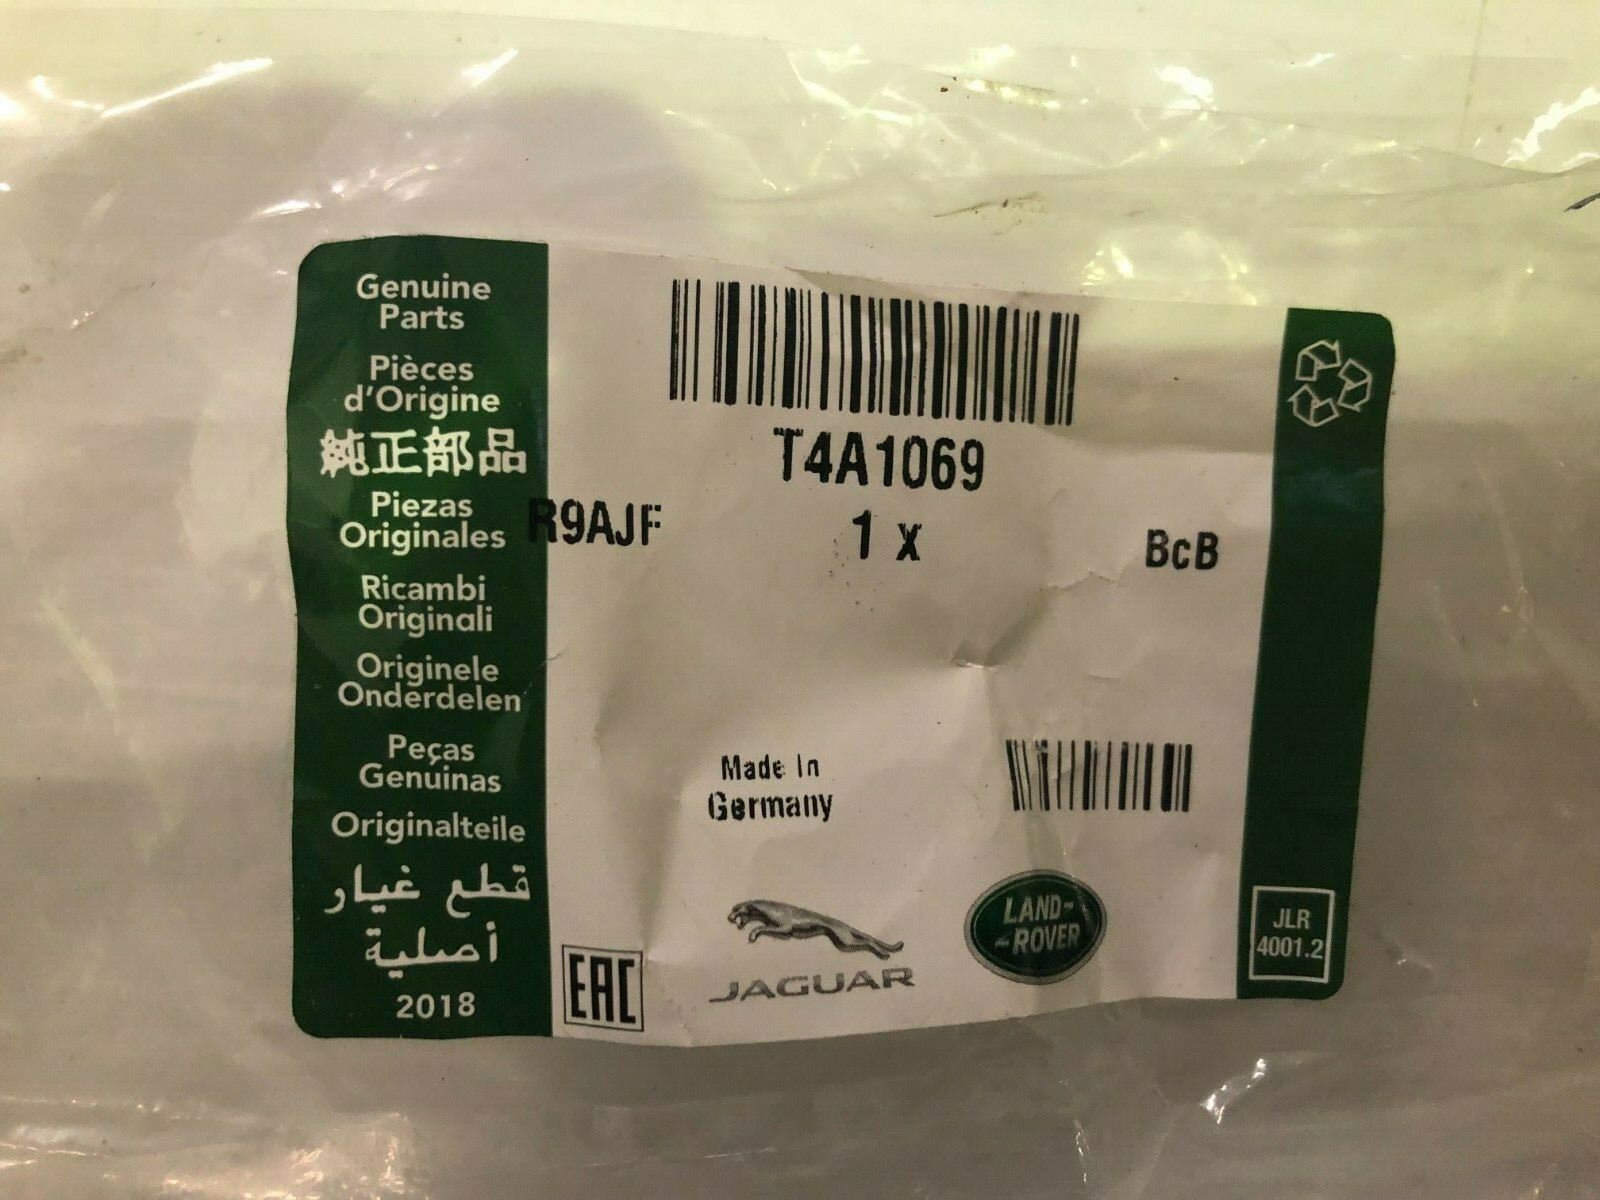 Genuine
Parts
Pièces
d'Origine
純正部品
Piezas
Originales
Ricambi
Originali
Originele
Onderdelen
Peças
Genuinas
Originalteile
قطع غيار
أصلية
2018
T4A1069
R9AJF
1 x
BcB
Made In
Germany
EAC
JAGUAR
LAND-
ROVER
JLR
4001.2